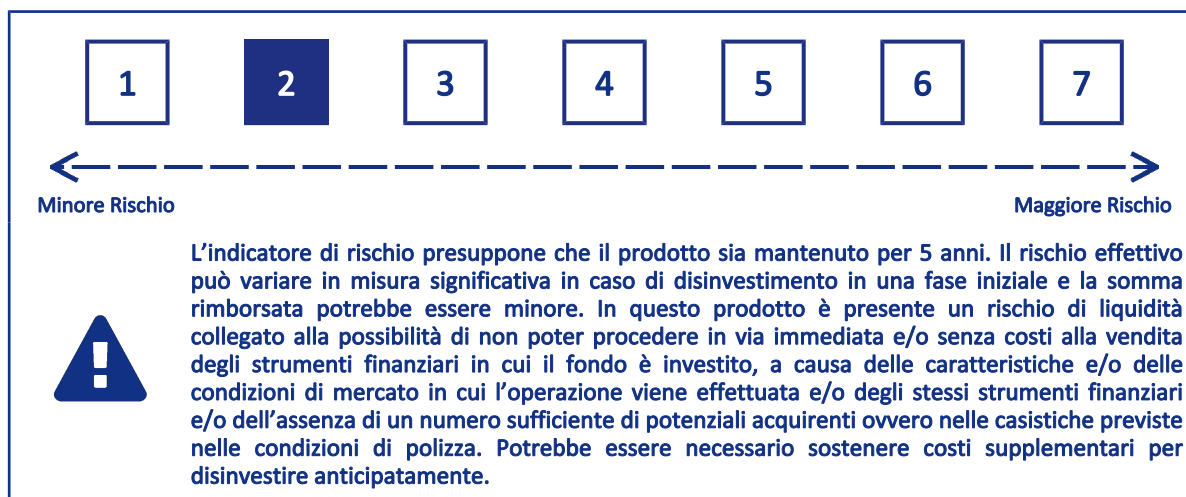 1 2 3 4 5 6 7
Minore Rischio Maggiore Rischio
L’indicatore di rischio presuppone che il prodotto sia mantenuto per 5 anni. Il rischio effettivo
può variare in misura significativa in caso di disinvestimento in una fase iniziale e la somma
rimborsata potrebbe essere minore. In questo prodotto è presente un rischio di liquidità
collegato alla possibilità di non poter procedere in via immediata e/o senza costi alla vendita
degli strumenti finanziari in cui il fondo è investito, a causa delle caratteristiche e/o delle
condizioni di mercato in cui l’operazione viene effettuata e/o degli stessi strumenti finanziari
e/o dell’assenza di un numero sufficiente di potenziali acquirenti ovvero nelle casistiche previste
nelle condizioni di polizza. Potrebbe essere necessario sostenere costi supplementari per
disinvestire anticipatamente.